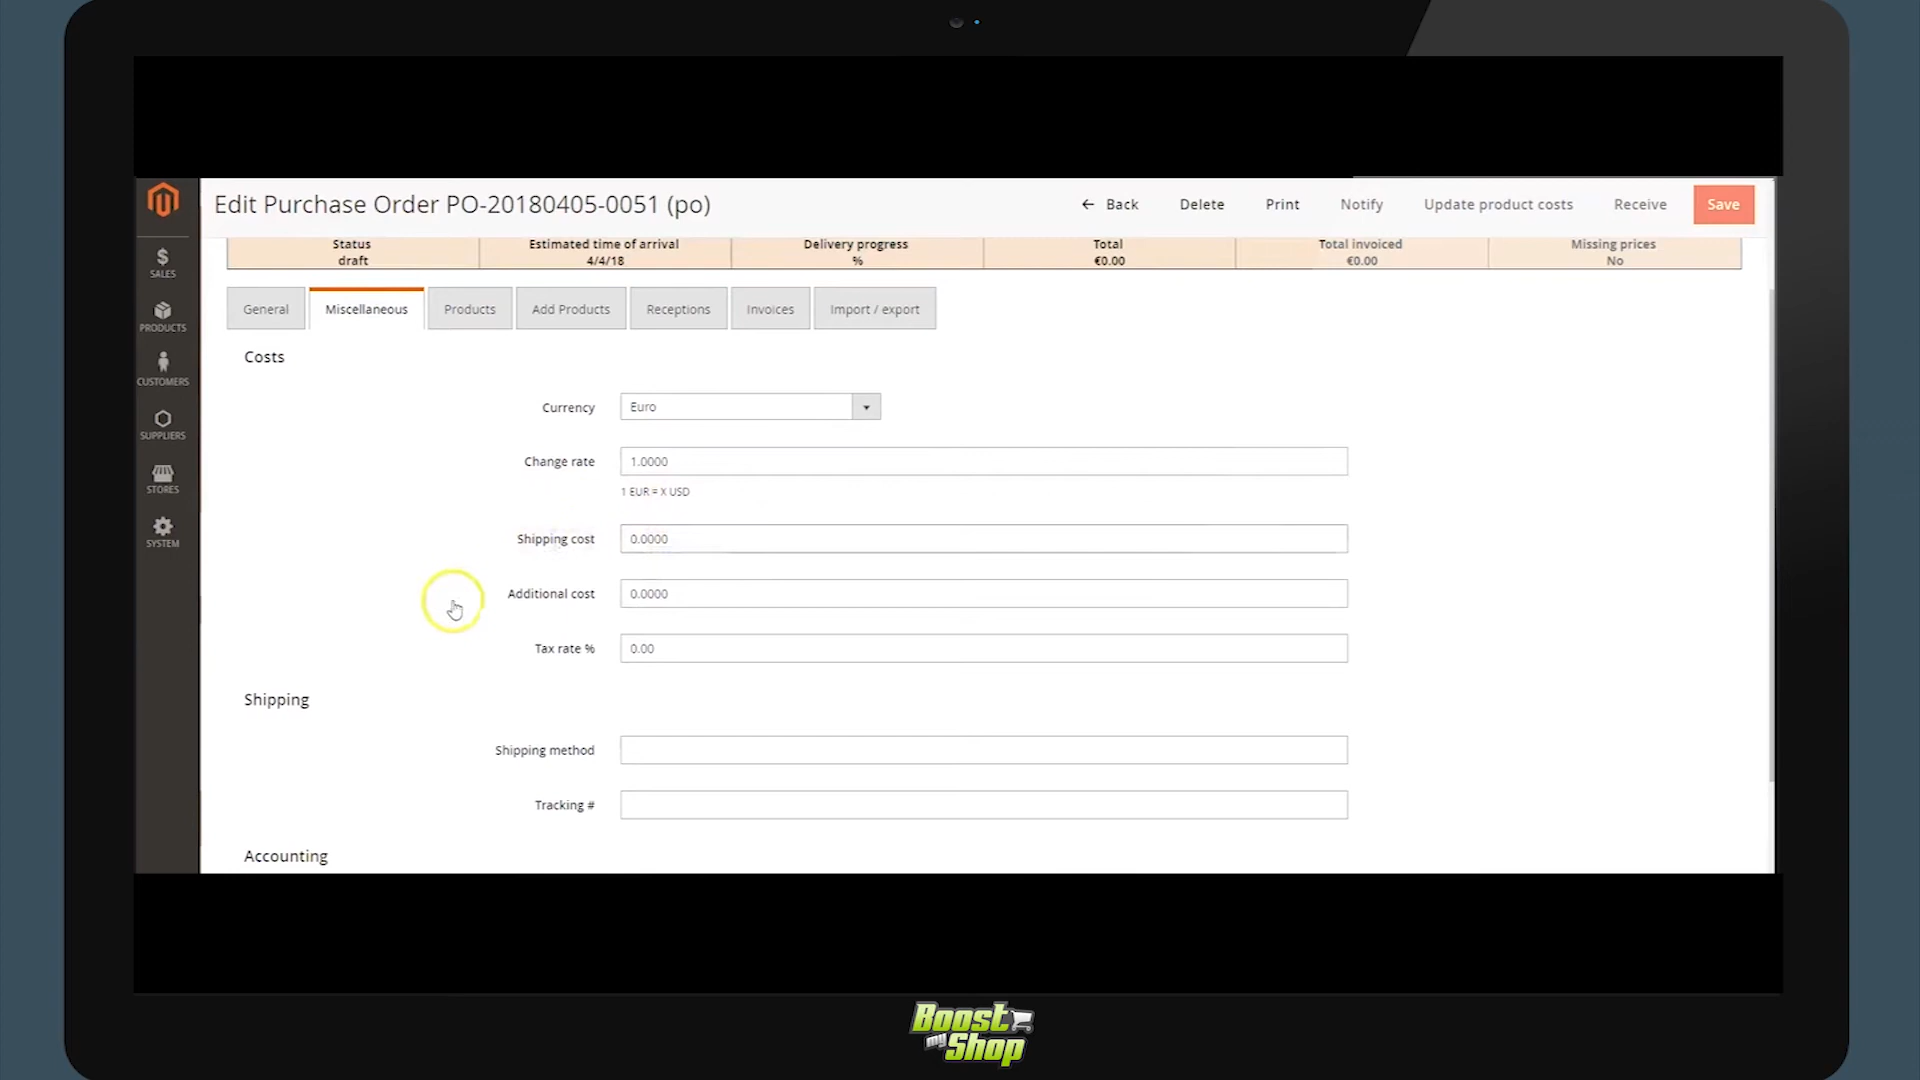 Edit Purchase Order PO-20180405-0051 (po)
← Back
Delete
Print
Notify
Update product costs
Receive
Save
Status
draft
Estimated time of arrival
4/4/18
Delivery progress
%
Total
€0.00
Total invoiced
€0.00
Missing prices
No
SALES
PRODUCTS
CUSTOMERS
SUPPLIERS
STORES
SYSTEM
General
Miscellaneous
Products
Add Products
Receptions
Invoices
Import / export
Costs
Currency
Euro
Change rate
1.0000
1 EUR = X USD
Shipping cost
0.0000
Additional cost
0.0000
Tax rate %
0.00
Shipping
Shipping method
Tracking #
Accounting
Boost
my Shop